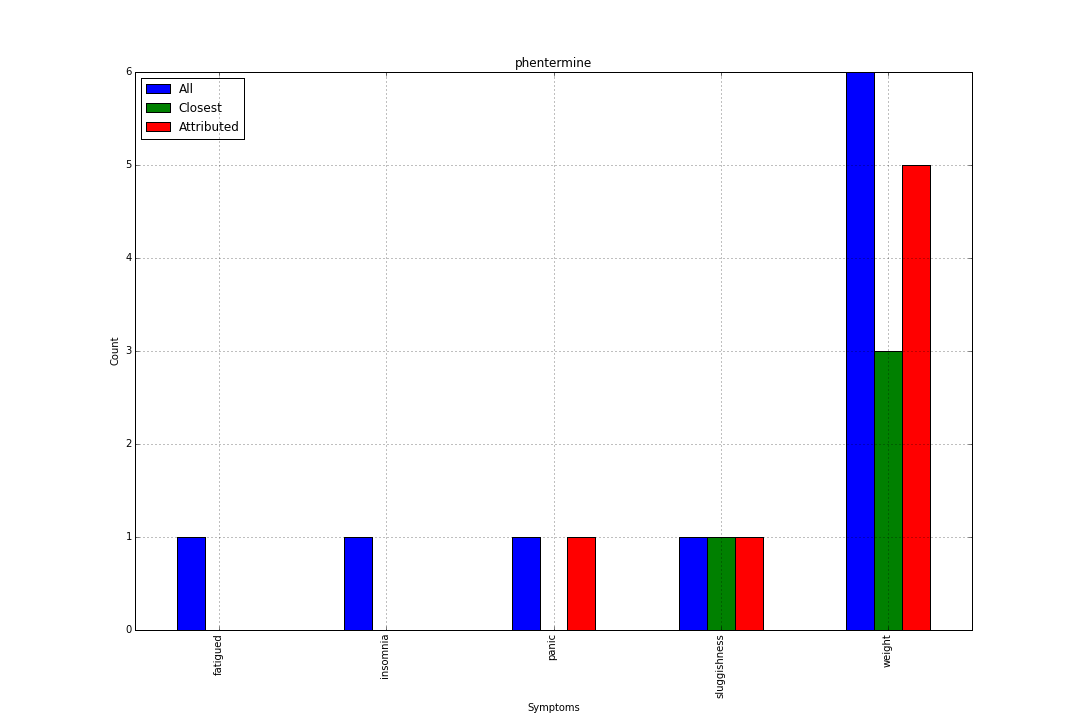 phentermine
All
Closest
Attributed
6
5
4
3
2
1
0
Count
fatigued
insomnia
panic
sluggishness
weight
Symptoms